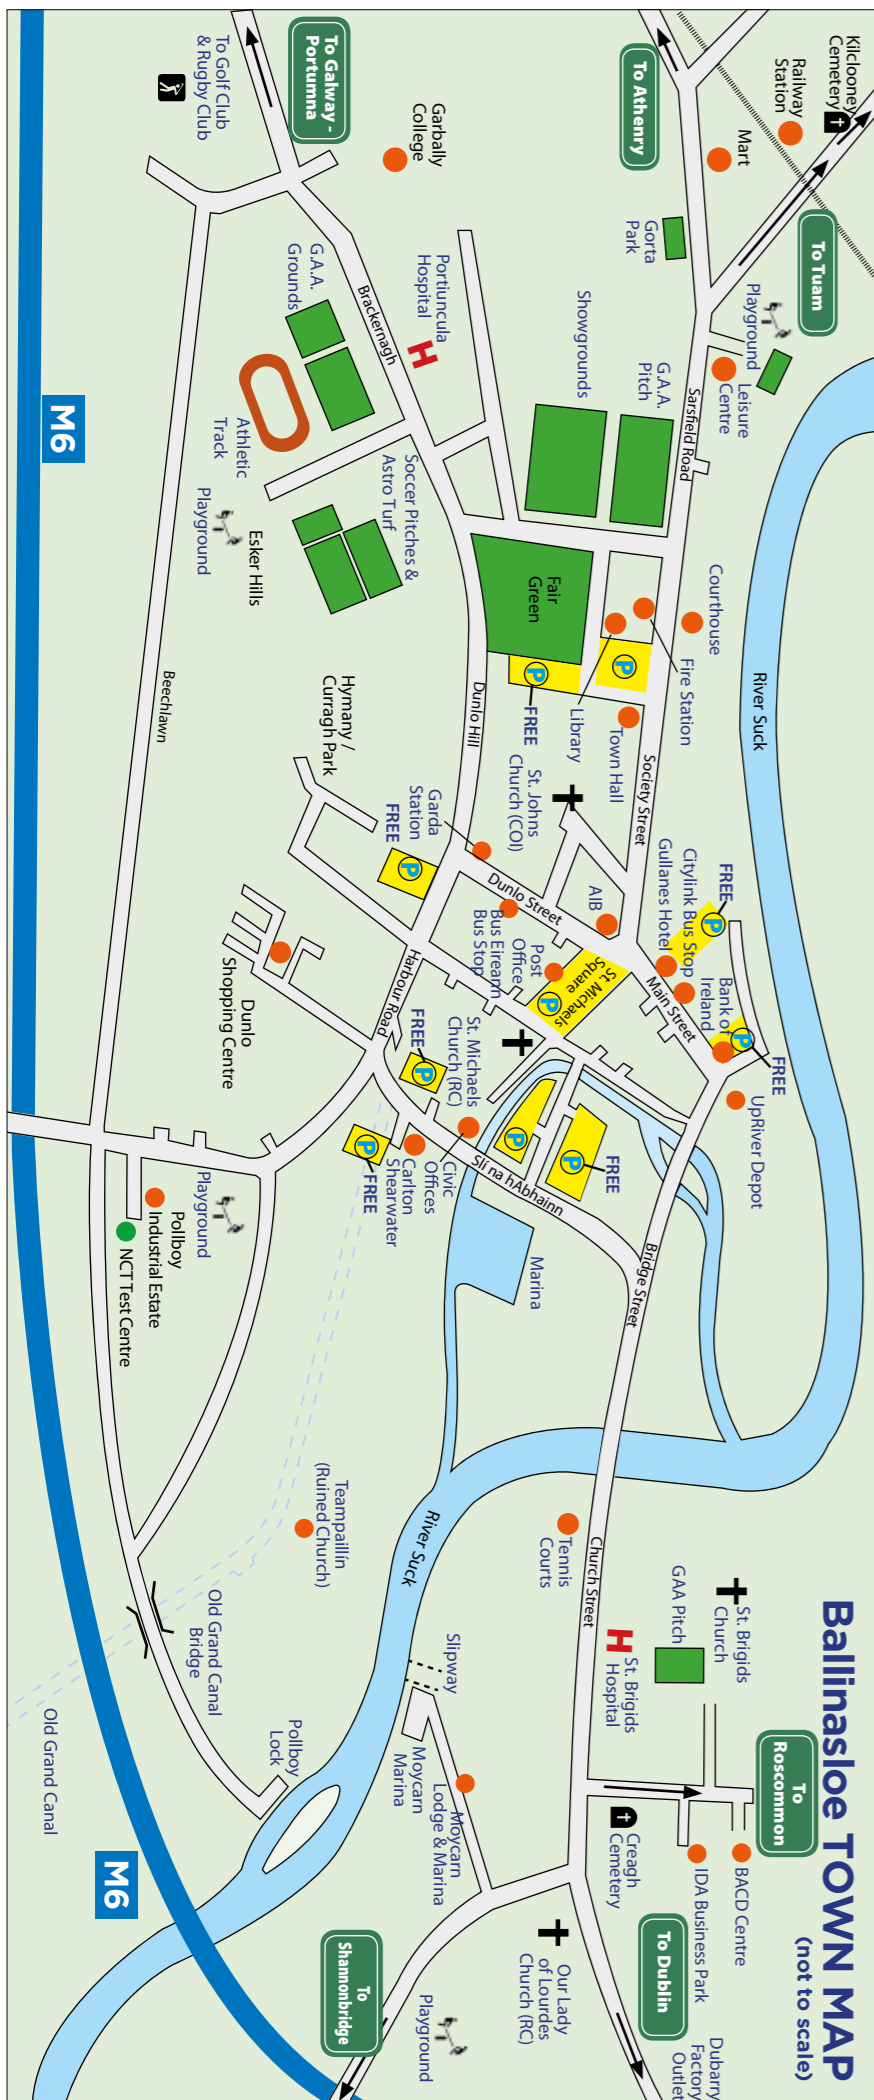 Ballinasloe TOWN MAP
(not to scale)
Kilclooney
Cemetery
Railway
Station
Mart
To Tuam
To Athenry
Gorta
Park
Playground
Leisure
Centre
Sarsfield Road
G.A.A.
Pitch
Showgrounds
To Galway -
Portumna
To Golf Club
& Rugby Club
Garbally
College
Portiuncula
Hospital
H
Brackernagh
G.A.A.
Grounds
Athletic
Track
Soccer Pitches &
Astro Turf
Esker Hills
Playground
M6
Beechlawn
River Suck
Courthouse
Fire Station
Library
Town Hall
Fair
Green
P
P
FREE
Society Street
Dunlo Hill
St. Johns
Church (COI)
Hymany /
Curragh Park
Garda
Station
FREE
P
Dunlo Street
AIB
Gullanes Hotel
Citylink Bus Stop
FREE
P
Bank of
Ireland
P
FREE
UpRiver Depot
Main Street
St. Michaels
Square
P
Post
Office
Bus Eireann
Bus Stop
Harbour Road
Dunlo
Shopping Centre
St. Michaels
Church (RC)
FREE
P
P
P
FREE
Civic
Offices
Carlton
Shearwater
P
FREE
Sli na hAbhainn
Marina
Bridge Street
Playground
Pollboy
Industrial Estate
NCT Test Centre
Teampaillín
(Ruined Church)
River Suck
Tennis
Courts
Church Street
GAA Pitch
St. Brigids
Church
H
St. Brigids
Hospital
To
Roscommon
BACD Centre
IDA Business Park
Creagh
Cemetery
To Dublin
Dubarry
Factory
Outlet
Our Lady
of Lourdes
Church (RC)
Slipway
Moycarn
Marina
Moycarn
Lodge & Marina
To
Shannonbridge
Playground
Old Grand Canal
Bridge
Pollboy
Lock
Old Grand Canal
M6